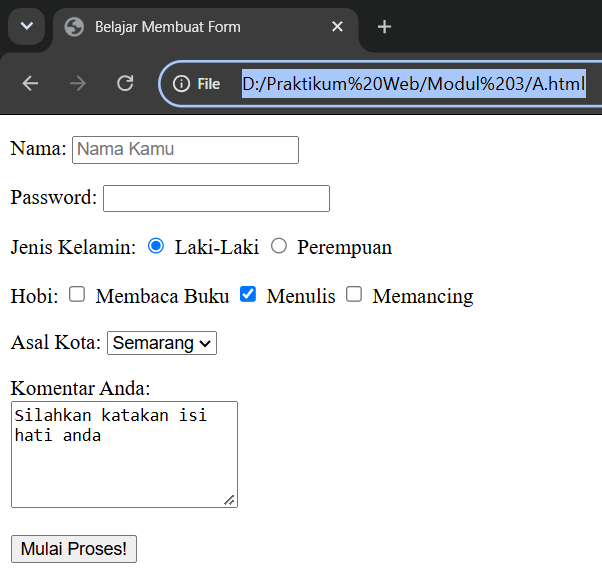 Belajar Membuat Form
File D:/Praktikum%20Web/Modul%203/A.html
Nama: Nama Kamu
Password:
Jenis Kelamin: Laki-Laki Perempuan
Hobi: Membaca Buku Menulis Memancing
Asal Kota: Semarang
Komentar Anda:
Silahkan katakan isi
hati anda
Mulai Proses!